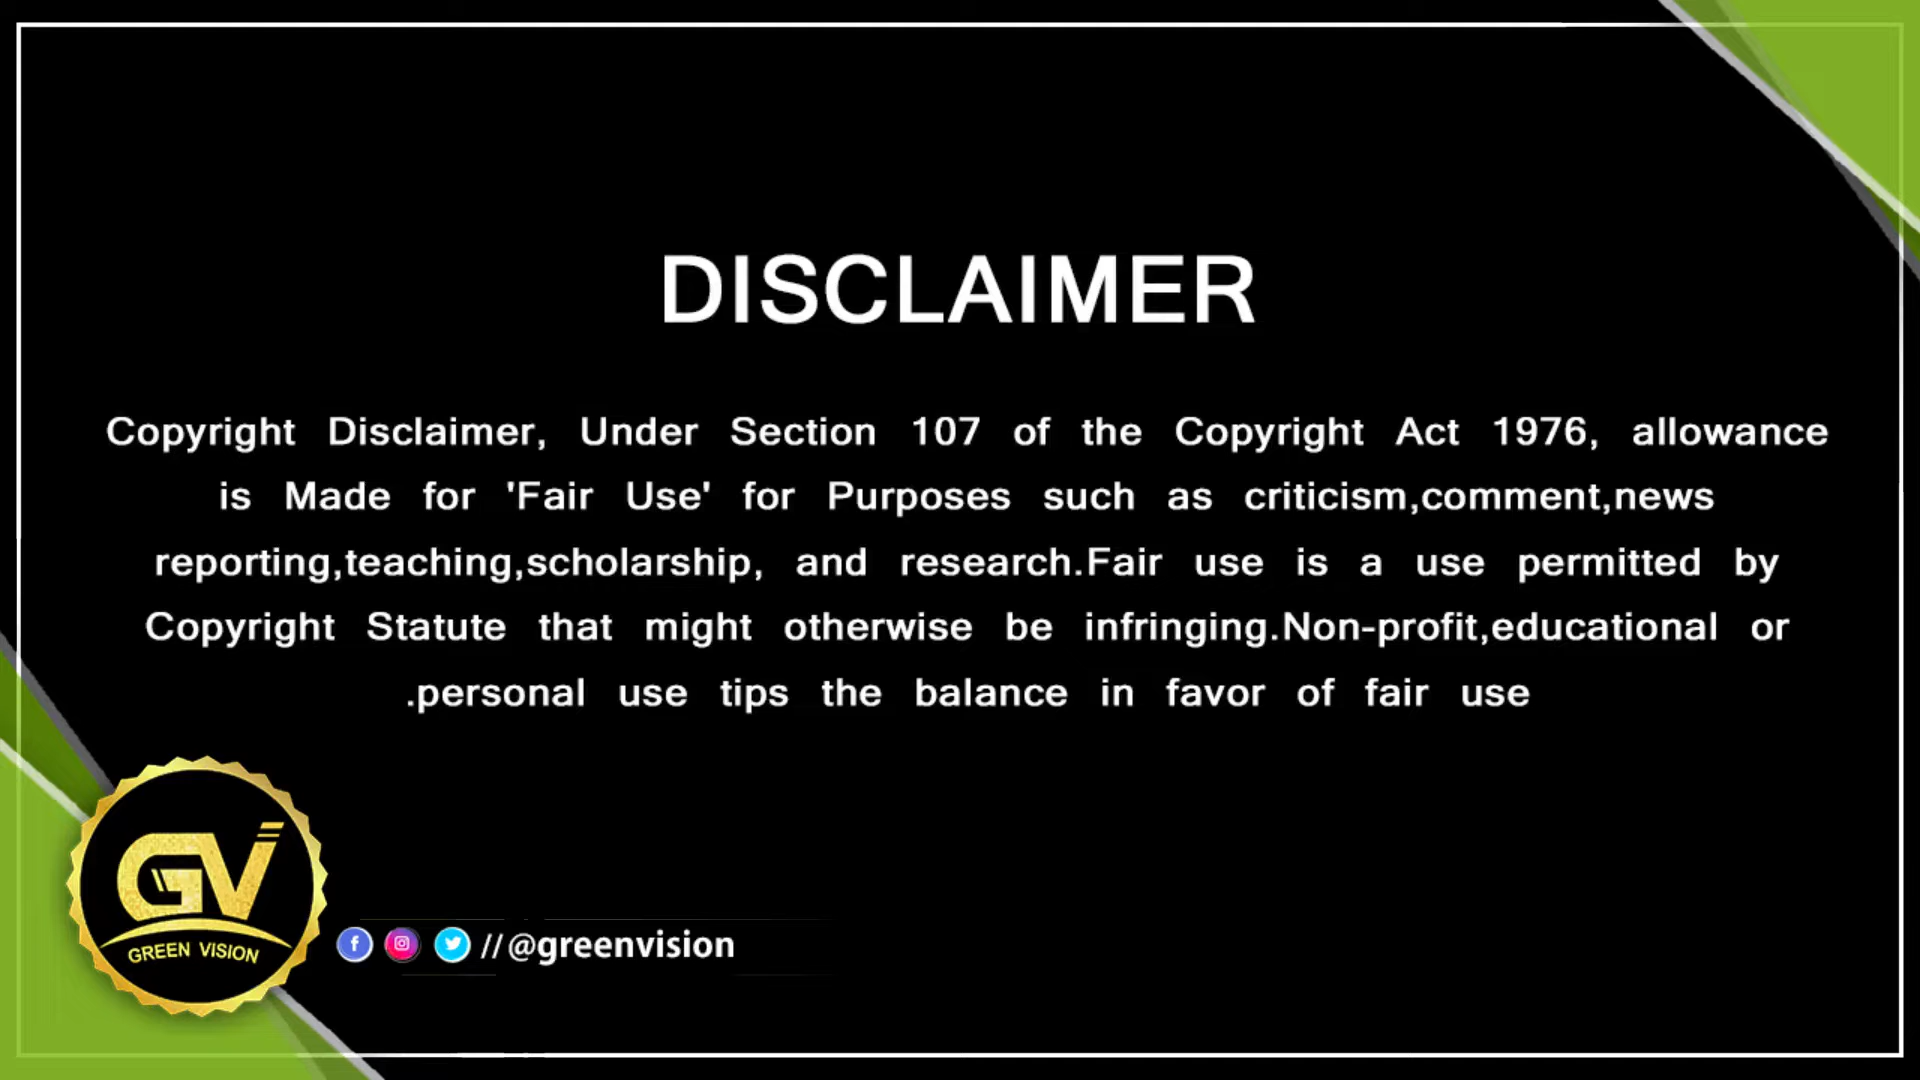 DISCLAIMER
Copyright Disclaimer, Under Section 107 of the Copyright Act 1976, allowance
is Made for 'Fair Use' for Purposes such as criticism,comment,news
reporting,teaching,scholarship, and research.Fair use is a use permitted by
Copyright Statute that might otherwise be infringing.Non-profit,educational or
.personal use tips the balance in favor of fair use
GV
GREEN VISION
//@greenvision